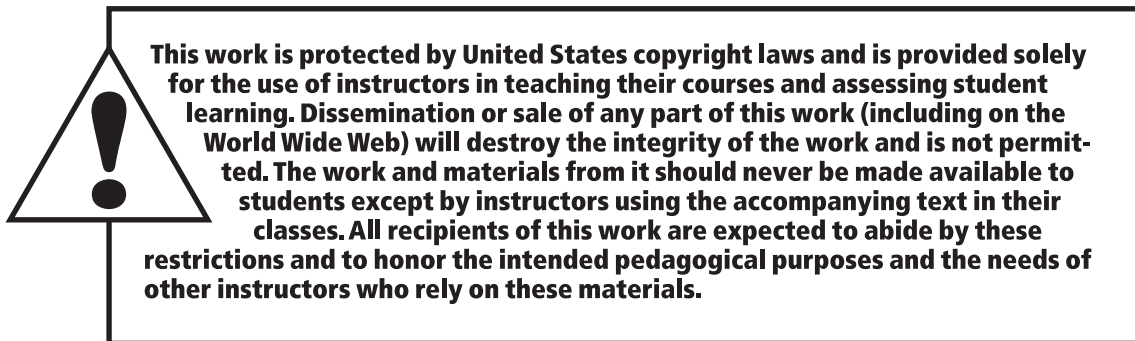 This work is protected by United States copyright laws and is provided solely
for the use of instructors in teaching their courses and assessing student
learning. Dissemination or sale of any part of this work (including on the
World Wide Web) will destroy the integrity of the work and is not permit-
ted. The work and materials from it should never be made available to
students except by instructors using the accompanying text in their
classes. All recipients of this work are expected to abide by these
restrictions and to honor the intended pedagogical purposes and the needs of
other instructors who rely on these materials.